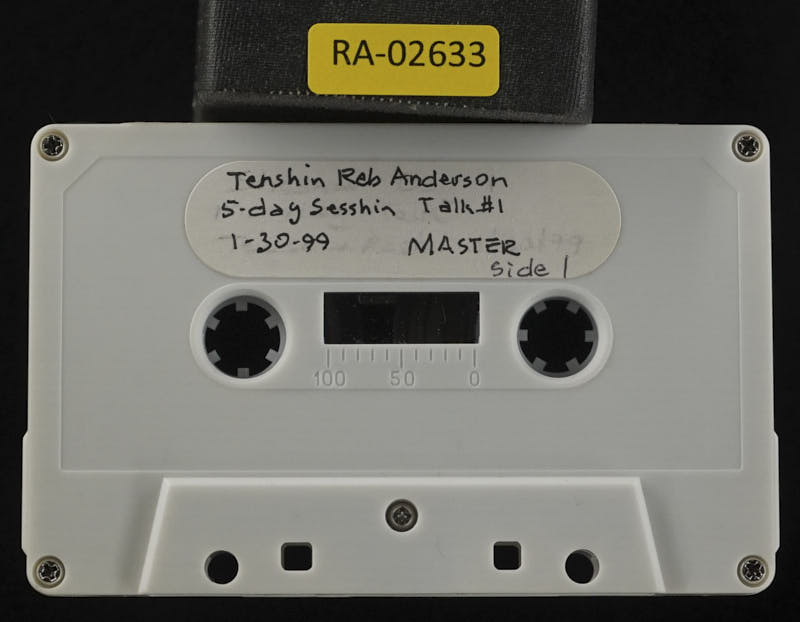 RA-02633
Tenshin Reb Anderson
5-day Sesshin Talk #1
1-30-99 MASTER
side 1
100 50 0